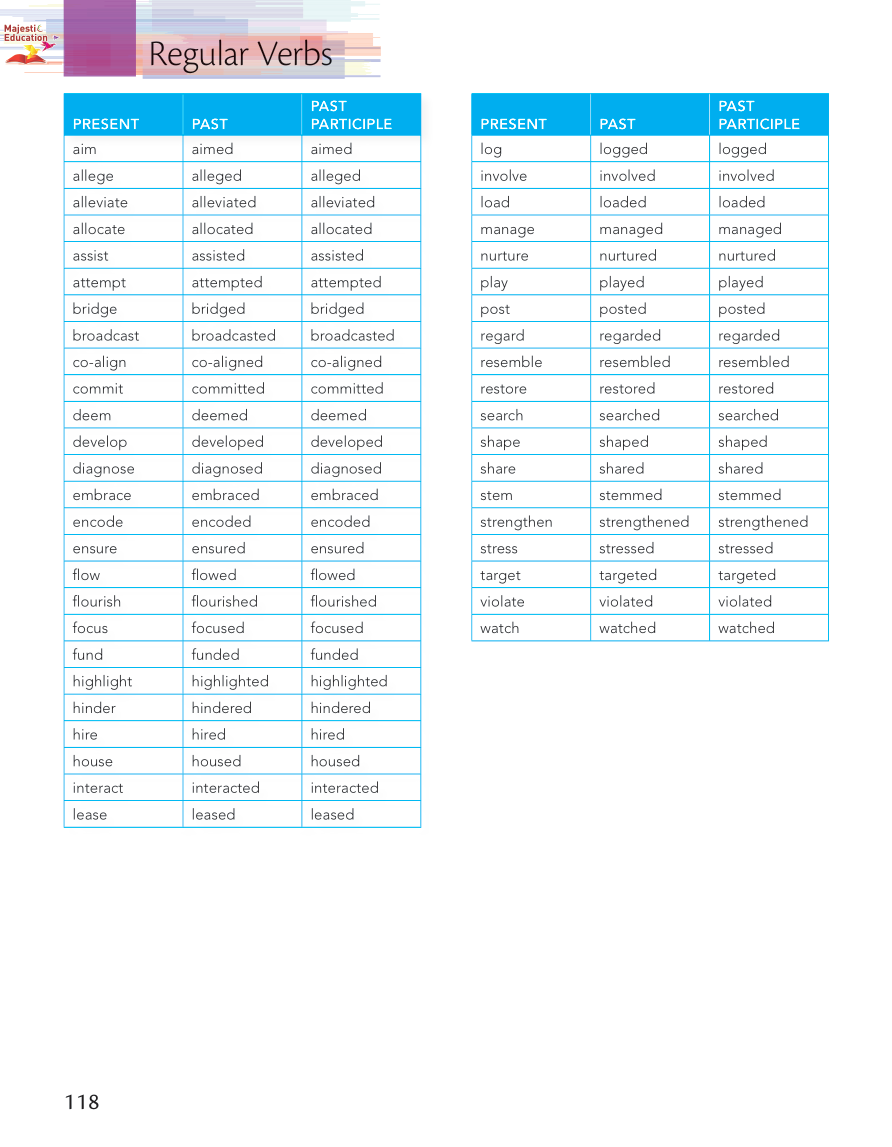 Majestic
Education
Regular Verbs
PRESENT PAST PAST PARTICIPLE
aim aimed aimed
allege alleged alleged
alleviate alleviated alleviated
allocate allocated allocated
assist assisted assisted
attempt attempted attempted
bridge bridged bridged
broadcast broadcasted broadcasted
co-align co-aligned co-aligned
commit committed committed
deem deemed deemed
develop developed developed
diagnose diagnosed diagnosed
embrace embraced embraced
encode encoded encoded
ensure ensured ensured
flow flowed flowed
flourish flourished flourished
focus focused focused
fund funded funded
highlight highlighted highlighted
hinder hindered hindered
hire hired hired
house housed housed
interact interacted interacted
lease leased leased
PRESENT PAST PAST PARTICIPLE
log logged logged
involve involved involved
load loaded loaded
manage managed managed
nurture nurtured nurtured
play played played
post posted posted
regard regarded regarded
resemble resembled resembled
restore restored restored
search searched searched
shape shaped shaped
share shared shared
stem stemmed stemmed
strengthen strengthened strengthened
stress stressed stressed
target targeted targeted
violate violated violated
watch watched watched
118